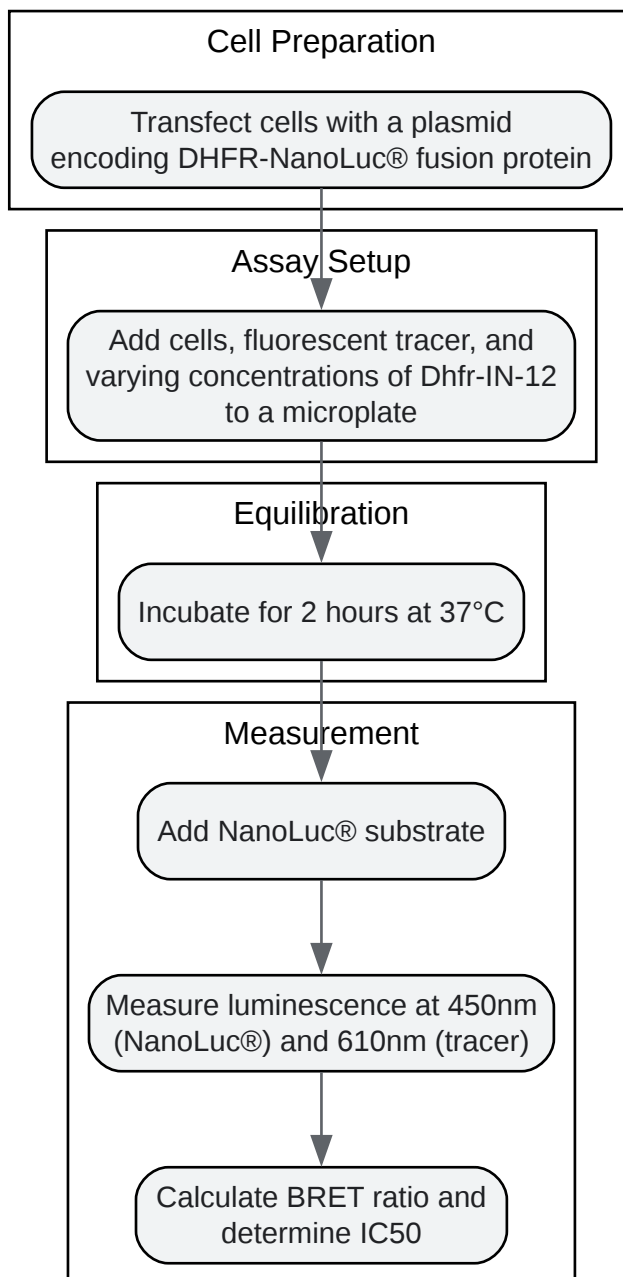 Cell Preparation
Transfect cells with a plasmid
encoding DHFR-NanoLuc® fusion protein
Assay Setup
Add cells, fluorescent tracer, and
varying concentrations of Dhfr-IN-12
to a microplate
Equilibration
Incubate for 2 hours at 37°C
Measurement
Add NanoLuc® substrate
Measure luminescence at 450nm
(NanoLuc®) and 610nm (tracer)
Calculate BRET ratio and
determine IC50